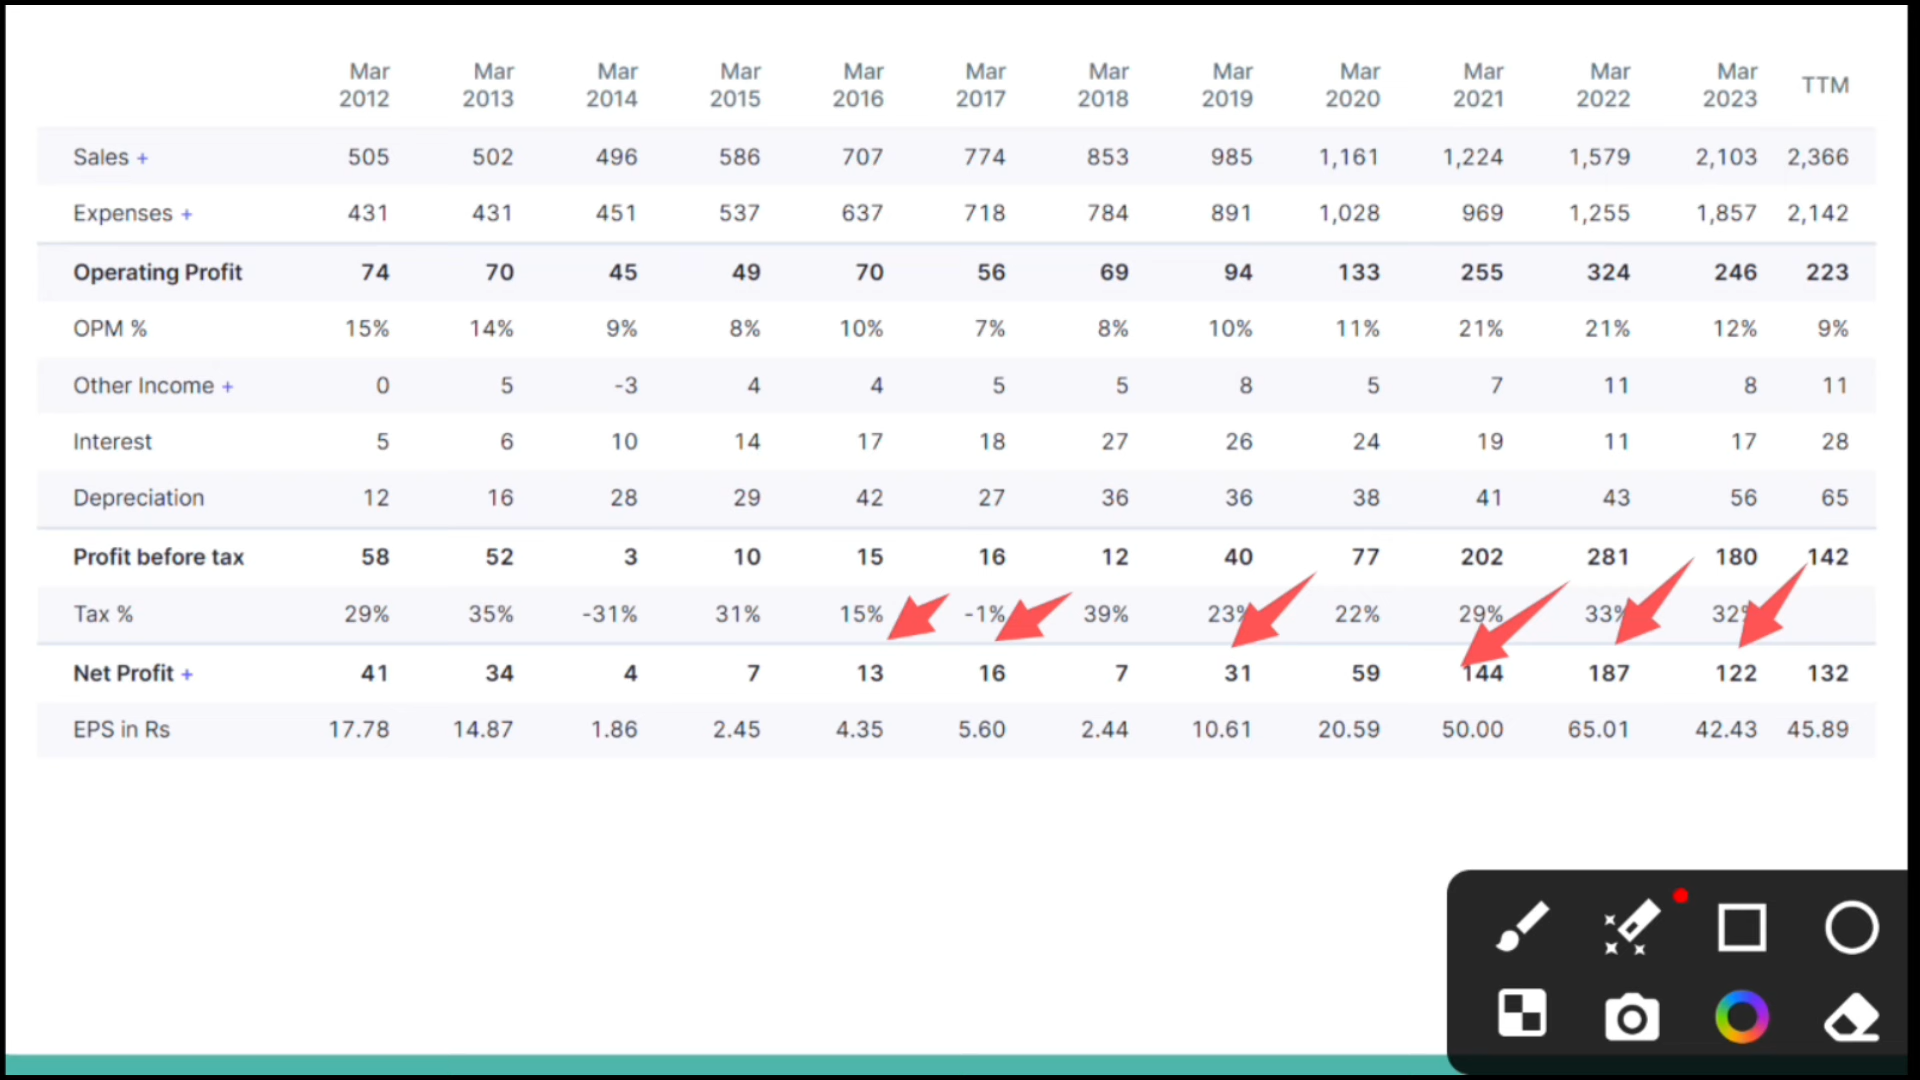 Mar 2012 Mar 2013 Mar 2014 Mar 2015 Mar 2016 Mar 2017 Mar 2018 Mar 2019 Mar 2020 Mar 2021 Mar 2022 Mar 2023 TTM
Sales + 505 502 496 586 707 774 853 985 1,161 1,224 1,579 2,103 2,366
Expenses + 431 431 451 537 637 718 784 891 1,028 969 1,255 1,857 2,142
Operating Profit 74 70 45 49 70 56 69 94 133 255 324 246 223
OPM % 15% 14% 9% 8% 10% 7% 8% 10% 11% 21% 21% 12% 9%
Other Income + 0 5 -3 4 4 5 5 8 5 7 11 8 11
Interest 5 6 10 14 17 18 27 26 24 19 11 17 28
Depreciation 12 16 28 29 42 27 36 36 38 41 43 56 65
Profit before tax 58 52 3 10 15 16 12 40 77 202 281 180 142
Tax % 29% 35% -31% 31% 15% -1% 39% 23% 22% 29% 33% 32%
Net Profit + 41 34 4 7 13 16 7 31 59 144 187 122 132
EPS in Rs 17.78 14.87 1.86 2.45 4.35 5.60 2.44 10.61 20.59 50.00 65.01 42.43 45.89